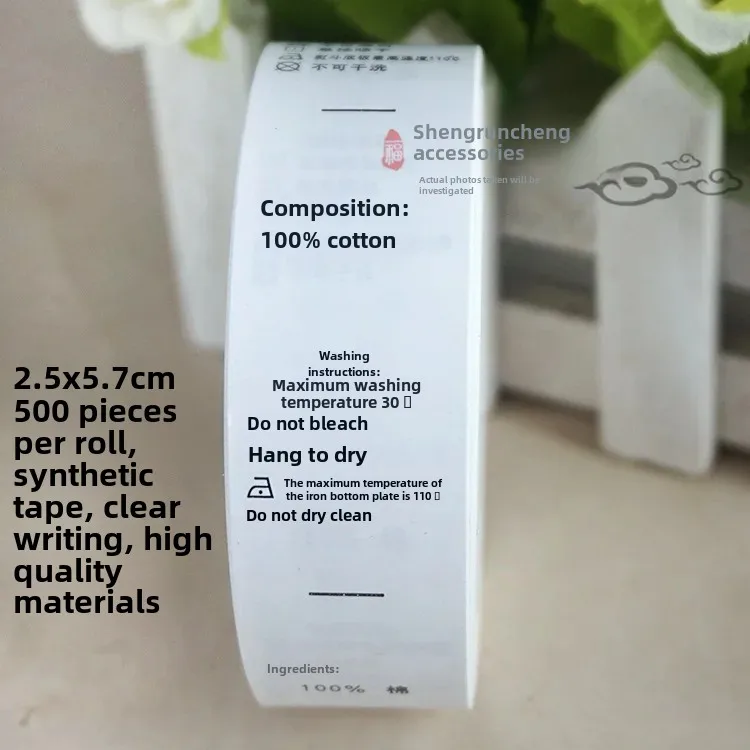 不可干洗
福
Shengruncheng
accessories
Actual photos taken will be
investigated
Composition:
100% cotton
Washing
instructions:
Maximum washing
temperature 30
Do not bleach
Hang to dry
The maximum temperature of
the iron bottom plate is 110
Do not dry clean
2.5x5.7cm
500 pieces
per roll,
synthetic
tape, clear
writing, high
quality
materials
Ingredients:
100% 棉